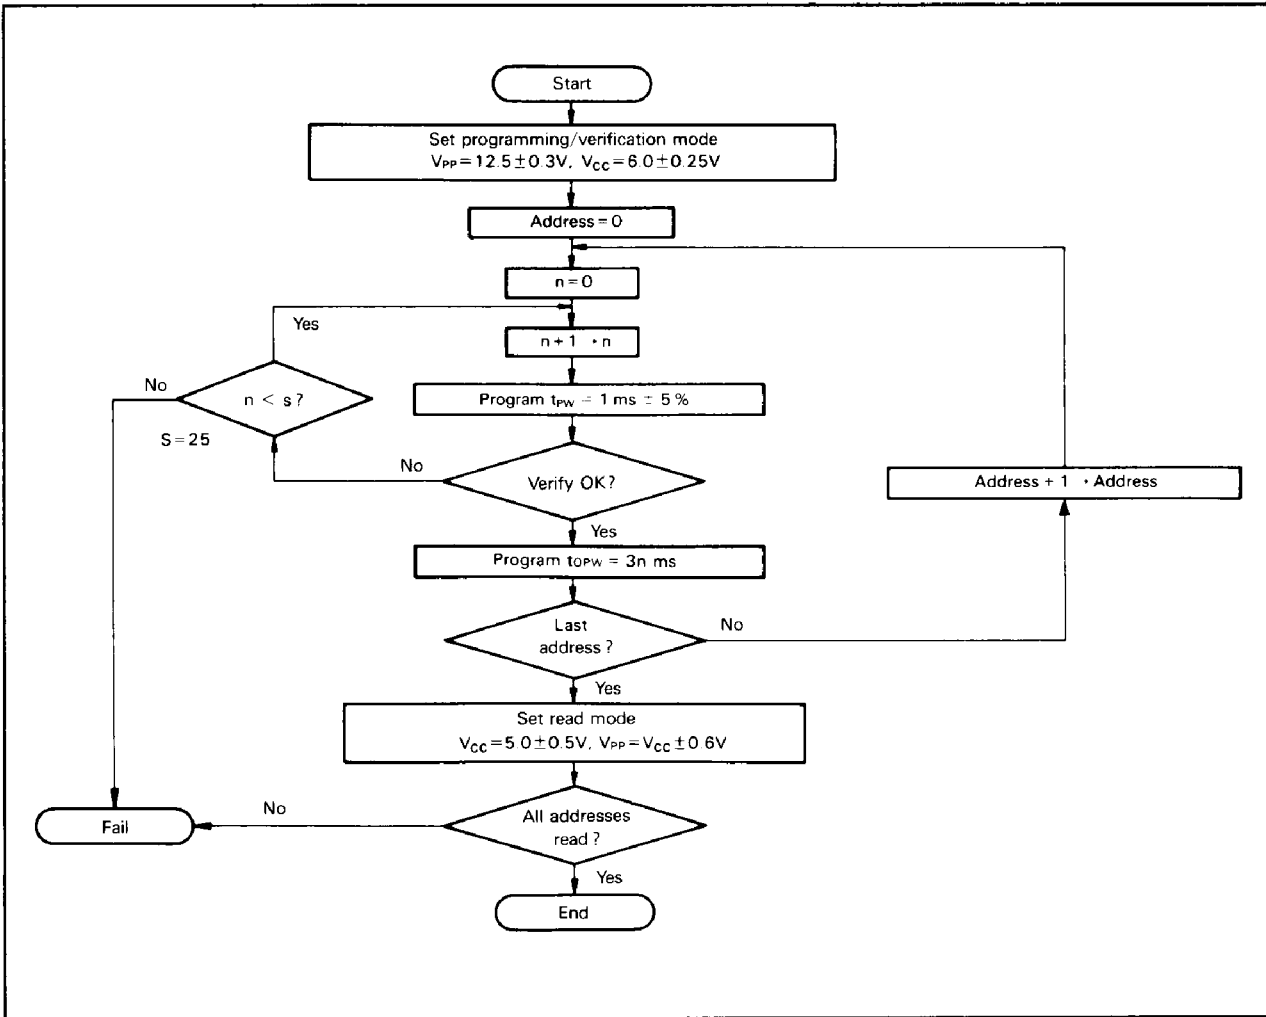 Start
Set programming/verification mode
VPP=12.5±0.3V, VCC=6.0±0.25V
Address=0
n=0
Yes
n+1 → n
No
n < s?
Program tPW = 1 ms ± 5%
S=25
No
Verify OK?
Address + 1 → Address
Yes
Program tOPW = 3n ms
Last
address?
No
Yes
Set read mode
VCC=5.0±0.5V, VPP=VCC±0.6V
No
All addresses
read?
Fail
Yes
End